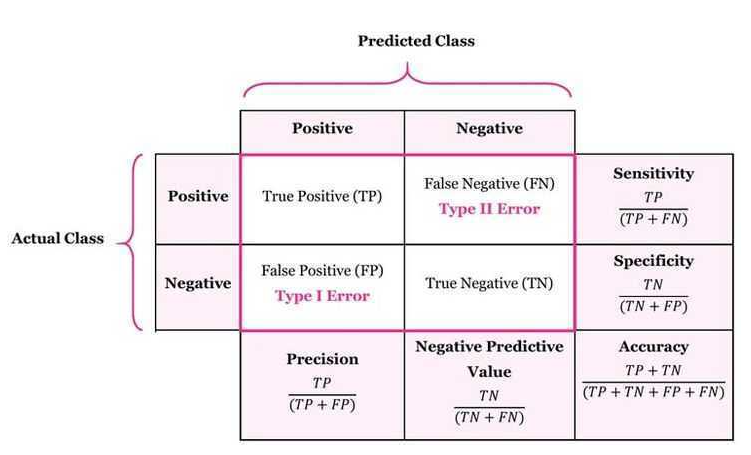 Predicted Class
Positive
Negative
Actual Class
Positive
True Positive (TP)
False Negative (FN)
Type II Error
Sensitivity
TP
(TP + FN)
Negative
False Positive (FP)
Type I Error
True Negative (TN)
Specificity
TN
(TN + FP)
Precision
TP
(TP + FP)
Negative Predictive
Value
TN
(TN + FN)
Accuracy
TP + TN
(TP + TN + FP + FN)